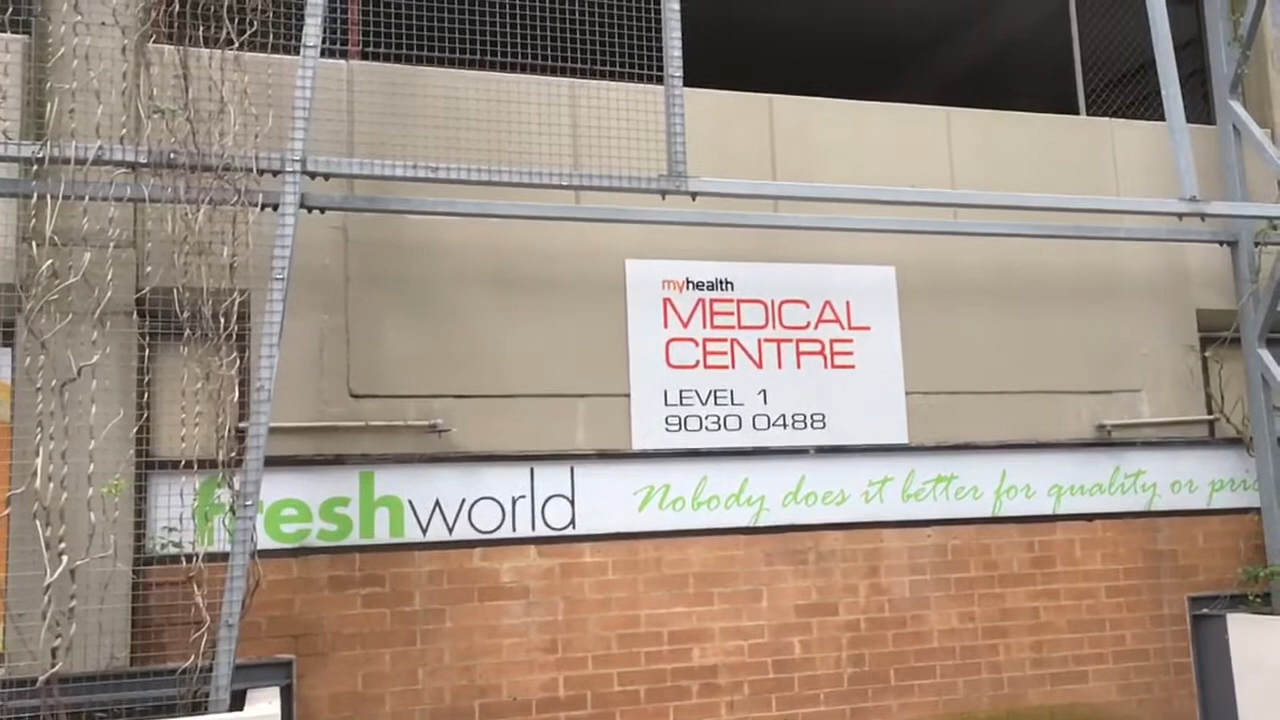 myhealth
MEDICAL
CENTRE
LEVEL 1
9030 0488
freshworld
Nobody does it better for quality or